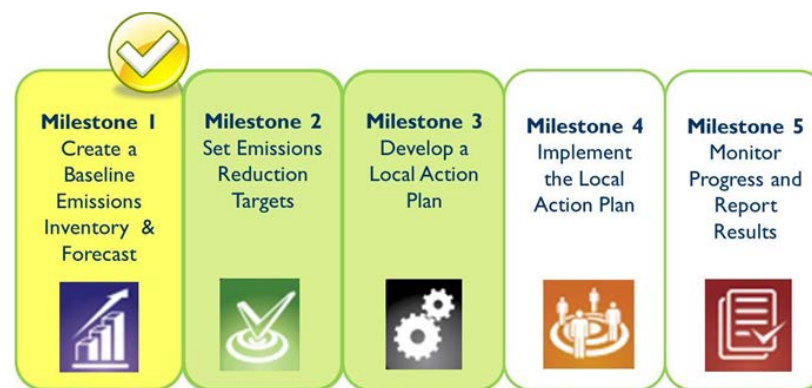 Milestone 1
Create a
Baseline
Emissions
Inventory &
Forecast
Milestone 2
Set Emissions
Reduction
Targets
Milestone 3
Develop a
Local Action
Plan
Milestone 4
Implement
the Local
Action Plan
Milestone 5
Monitor
Progress and
Report
Results